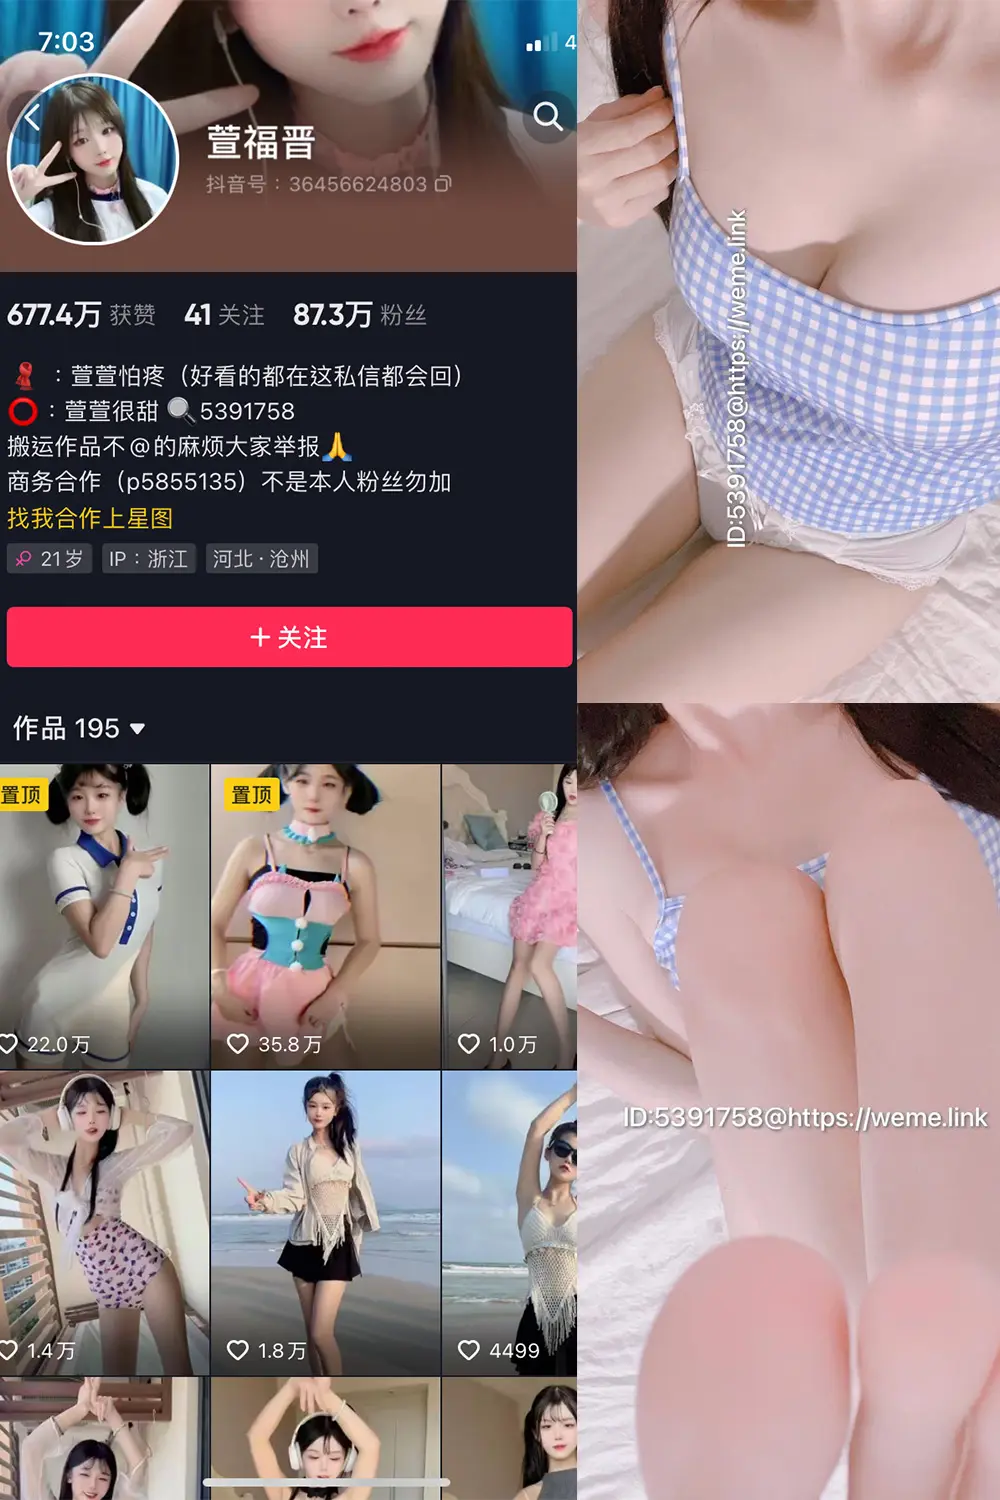 7:03
4
萱福晋
抖音号：36456624803
677.4万 获赞 41 关注 87.3万 粉丝
：萱萱怕疼（好看的都在这私信都会回）
：萱萱很甜 5391758
搬运作品不@的麻烦大家举报
商务合作（p5855135）不是本人粉丝勿加
找我合作上星图
21岁 IP：浙江 河北·沧州
+ 关注
作品 195
置顶
置顶
22.0万
35.8万
1.0万
1.4万
1.8万
4499
ID:5391758@https://weme.link
ID:5391758@https://weme.link